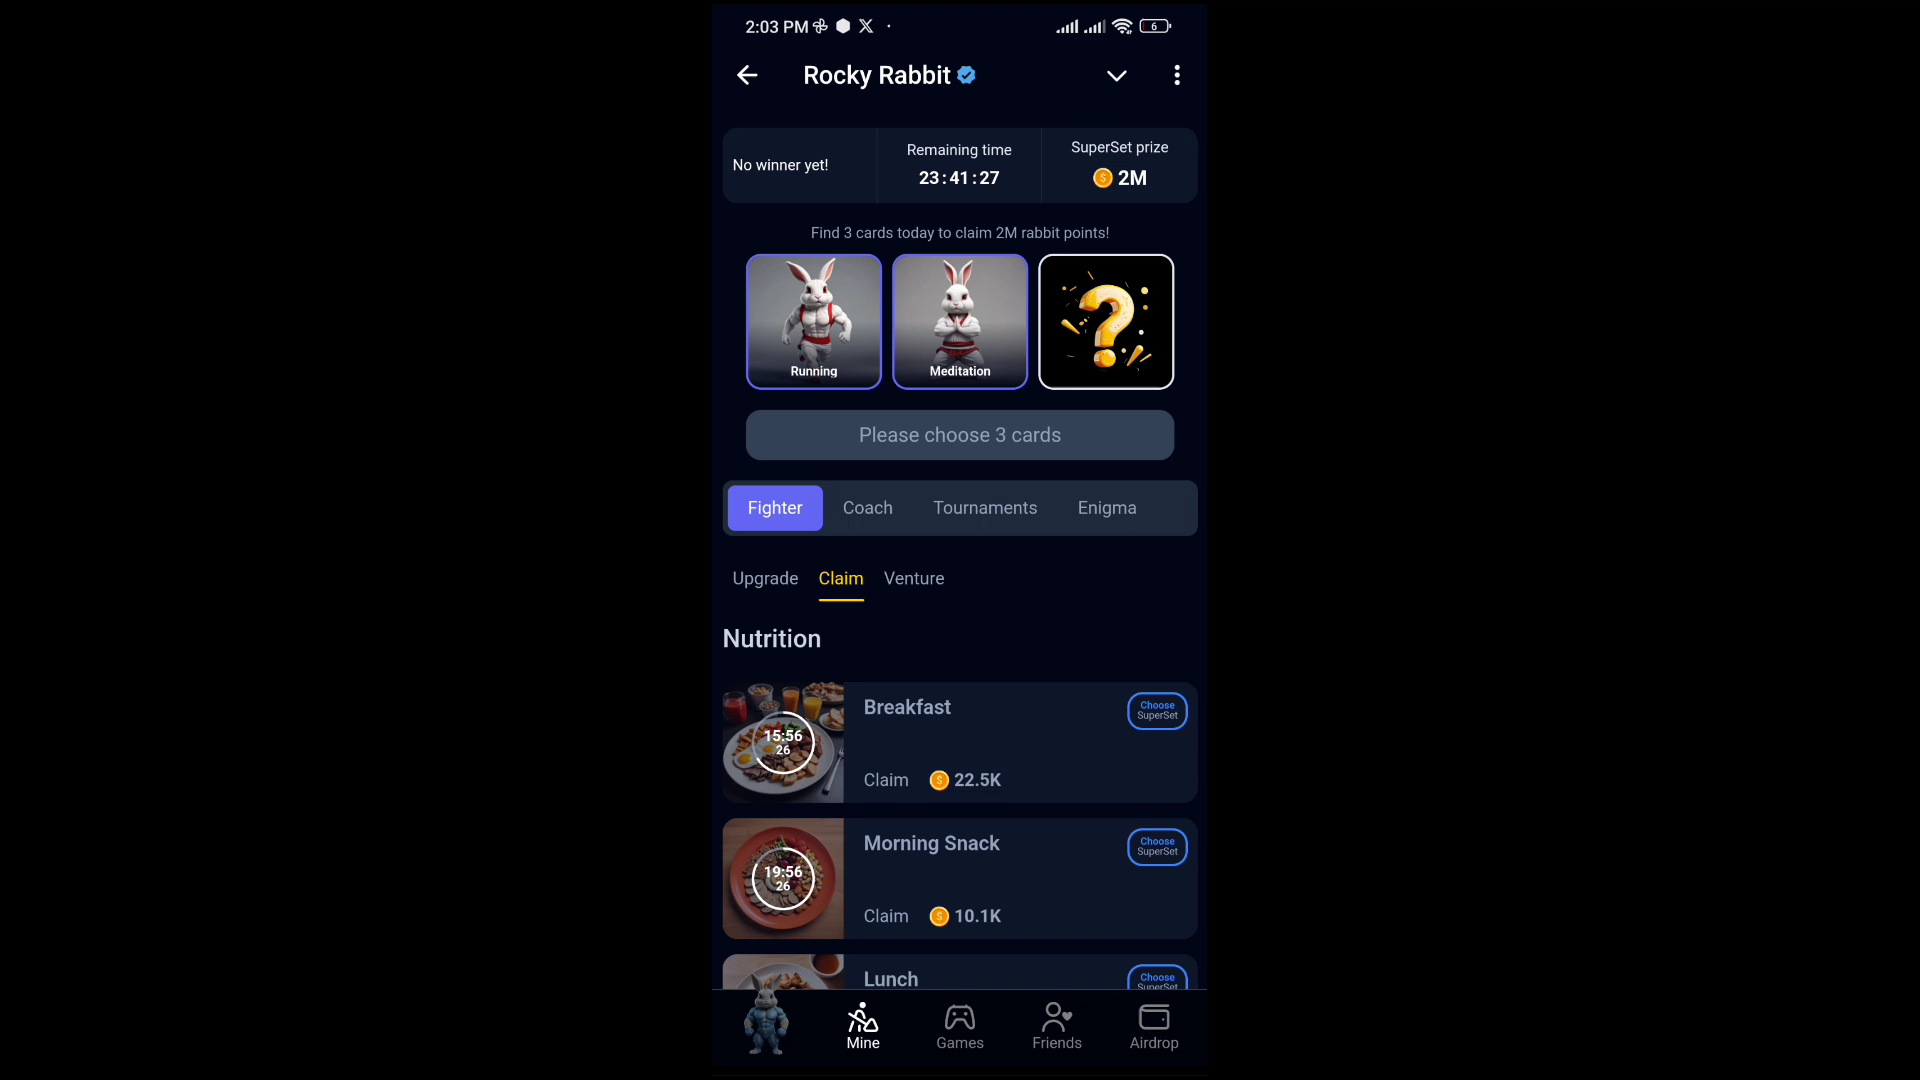 2:03 PM
6
Rocky Rabbit
No winner yet!
Remaining time
23 : 41 : 27
SuperSet prize
2M
Find 3 cards today to claim 2M rabbit points!
Running
Meditation
?
Please choose 3 cards
Fighter Coach Tournaments Enigma
Upgrade Claim Venture
Nutrition
15:56
26
Breakfast
Choose
SuperSet
Claim 22.5K
19:56
26
Morning Snack
Choose
SuperSet
Claim 10.1K
Lunch
Choose
SuperSet
Mine Games Friends Airdrop